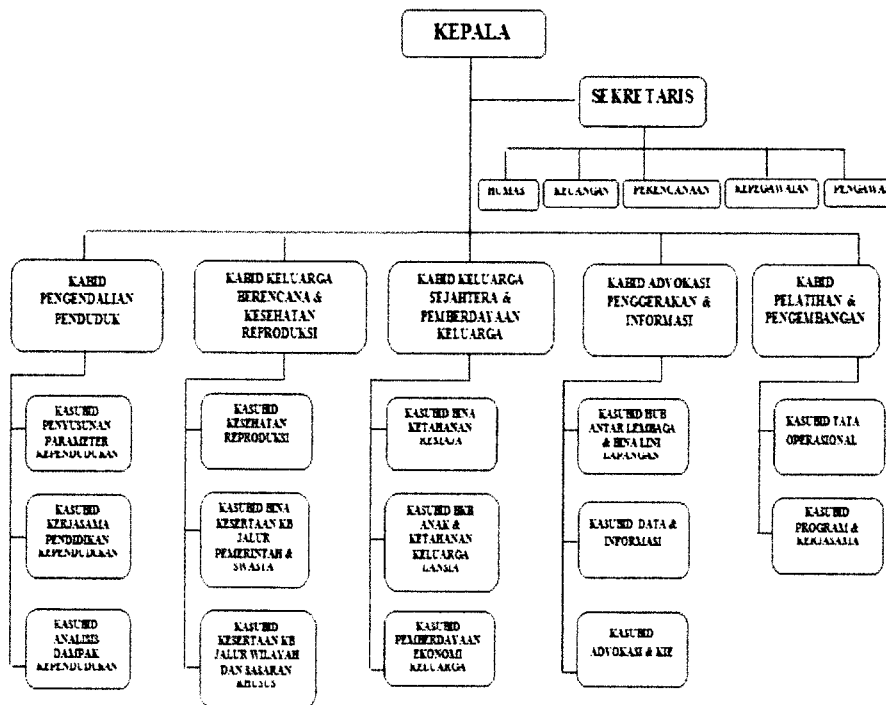 KEPALA
SEKRETARIS
HUMAS
KEUANGAN
PERENCANAAN
KEPEGAWAIAN
PENGAWAS
KABID
PENGENDALIAN
PENDUDUK
KABID KELUARGA
BERENCANA &
KESEHATAN
REPRODUKSI
KABID KELUARGA
SEJAHTERA &
PEMBERDAYAAN
KELUARGA
KABID ADVOKASI
PENGGERAKAN &
INFORMASI
KABID
PELATIHAN &
PENGEMBANGAN
KASUBID
PENYUSUNAN
PARAMETER
KEPENDUDUKAN
KASUBID
KESEHATAN
REPRODUKSI
KASUBID BINA
KETAHANAN
REMAJA
KASUBID HUB
ANTAR LEMBAGA
& BINA LINI
LAPANGAN
KASUBID TATA
OPERASIONAL
KASUBID
KERJASAMA
PENDIDIKAN
KEPENDUDUKAN
KASUBID BINA
KESERTAAN KB
JALUR
PEMERINTAH &
SWASTA
KASUBID BKB
ANAK &
KETAHANAN
KELUARGA
LANSIA
KASUBID DATA &
INFORMASI
KASUBID
PROGRAM &
KERJASAMA
KASUBID
ANALISIS
DAMPAK
KEPENDUDUKAN
KASUBID
KESERTAAN KB
JALUR WILAYAH
DAN SASARAN
KHUSUS
KASUBID
PEMBERDAYAAN
EKONOMI
KELUARGA
KASUBID
ADVOKASI & KIE